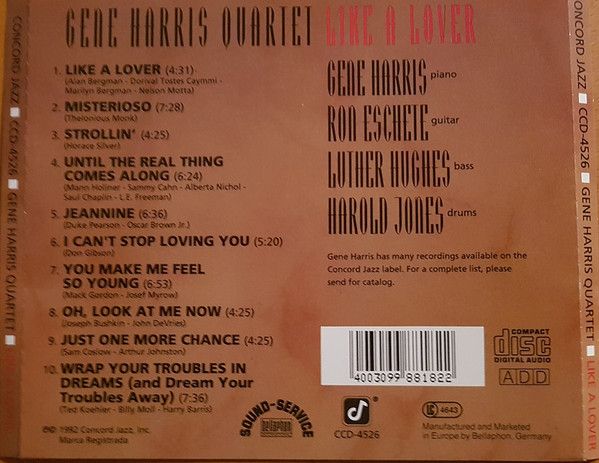 GENE HARRIS QUARTET LIKE A LOVER
1. LIKE A LOVER (4:31)
(Alan Bergman - Dorival Tostes Caymmi -
Marilyn Bergman - Nelson Motta)
2. MISTERIOSO (7:28)
(Thelonious Monk)
3. STROLLIN' (4:25)
(Horace Silver)
4. UNTIL THE REAL THING
COMES ALONG (6:24)
(Mann Holiner - Sammy Cahn - Alberta Nichol -
Saul Chaplin - L.E. Freeman)
5. JEANNINE (6:36)
(Duke Pearson - Oscar Brown Jr.)
6. I CAN'T STOP LOVING YOU (5:20)
(Don Gibson)
7. YOU MAKE ME FEEL
SO YOUNG (6:53)
(Mack Gordon - Josef Myrow)
8. OH, LOOK AT ME NOW (4:25)
(Joseph Bushkin - John DeVries)
9. JUST ONE MORE CHANCE (4:25)
(Sam Coslow - Arthur Johnston)
10. WRAP YOUR TROUBLES IN
DREAMS (and Dream Your
Troubles Away) (7:36)
(Ted Koehler - Billy Moll - Harry Barris)
℗© 1992 Concord Jazz, Inc.
Marca Registrada
GENE HARRIS piano
RON ESCHETE guitar
LUTHER HUGHES bass
HAROLD JONES drums
Gene Harris has many recordings available on the
Concord Jazz label. For a complete list, please
send for catalog.
4003099 881822
COMPACT
disc
DIGITAL AUDIO
ADD
SOUND-SERVICE
bellaphon
CCD-4526
LC 4643
Manufactured and Marketed
in Europe by Bellaphon, Germany
CONCORD JAZZ ■ CCD-4526 ■ GENE HARRIS QUARTET ■
CONCORD JAZZ ■ CCD-4526 ■ GENE HARRIS QUARTET ■ LIKE A LOVER